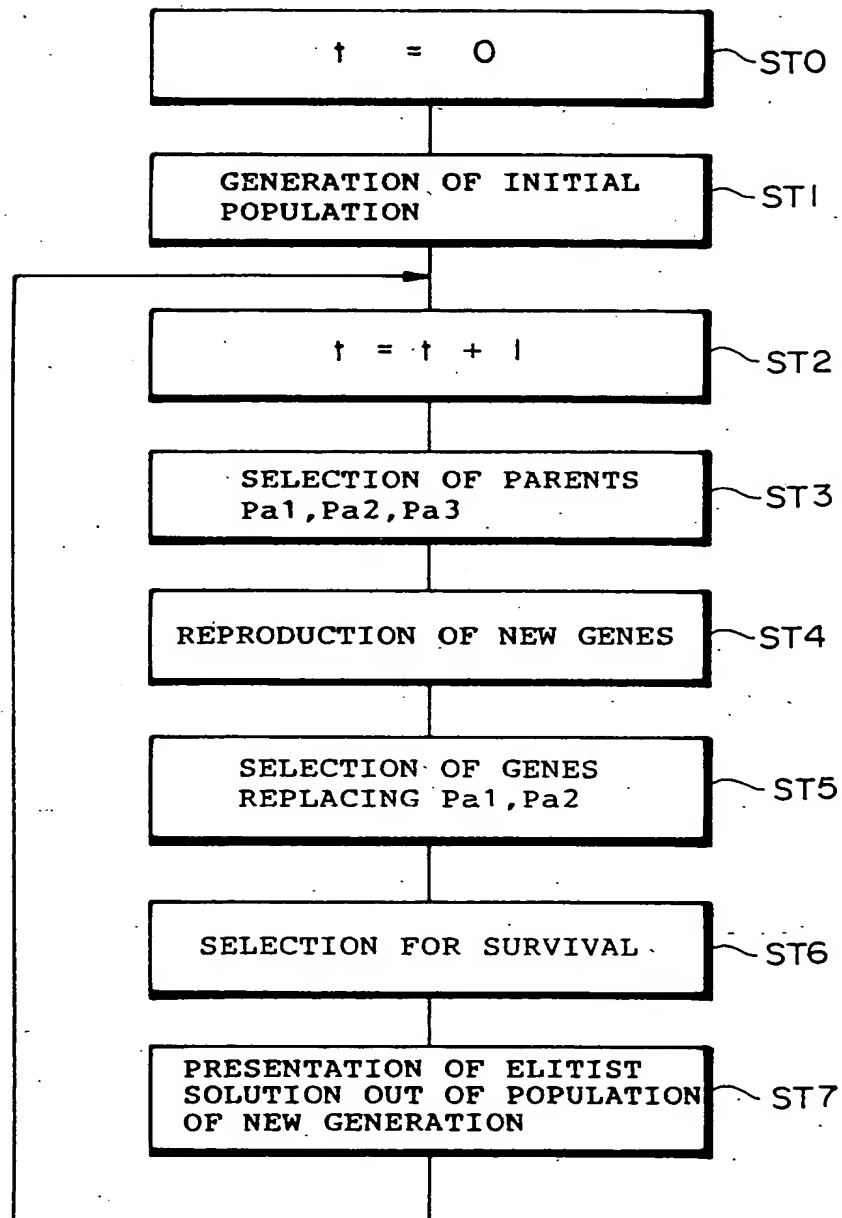 t = 0
ST0
GENERATION OF INITIAL
POPULATION
ST1
t = t + 1
ST2
SELECTION OF PARENTS
Pa1,Pa2,Pa3
ST3
REPRODUCTION OF NEW GENES
ST4
SELECTION OF GENES
REPLACING Pa1,Pa2
ST5
SELECTION FOR SURVIVAL
ST6
PRESENTATION OF ELITIST
SOLUTION OUT OF POPULATION
OF NEW GENERATION
ST7